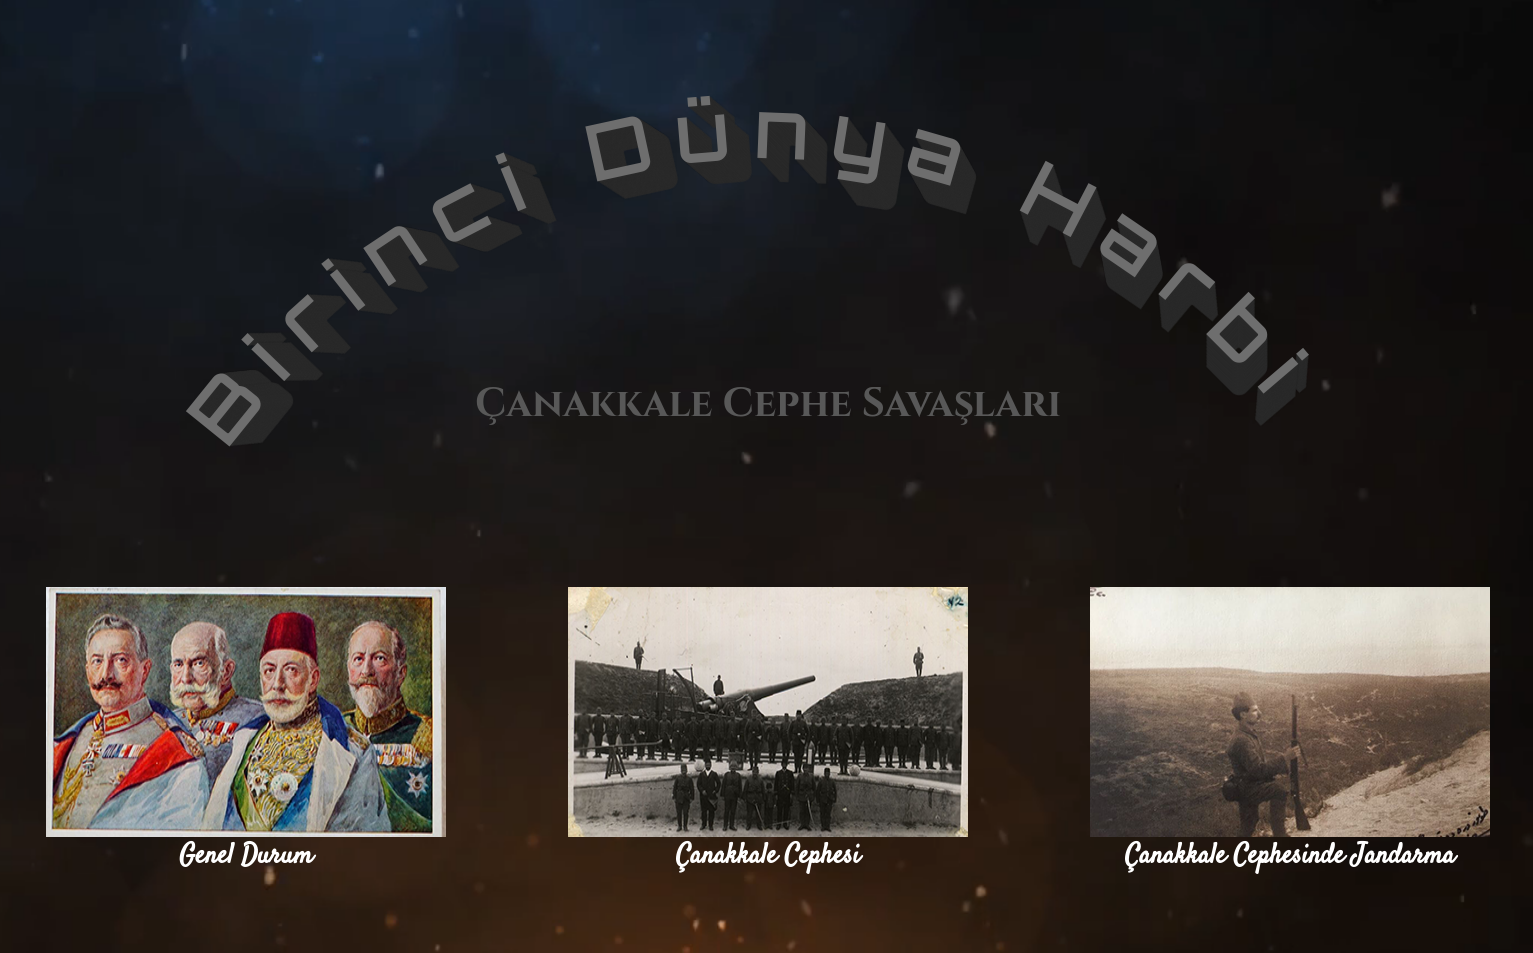 Birinci Dünya Harbi
Çanakkale Cephe Savaşları
Genel Durum
Çanakkale Cephesi
Çanakkale Cephesinde Jandarma